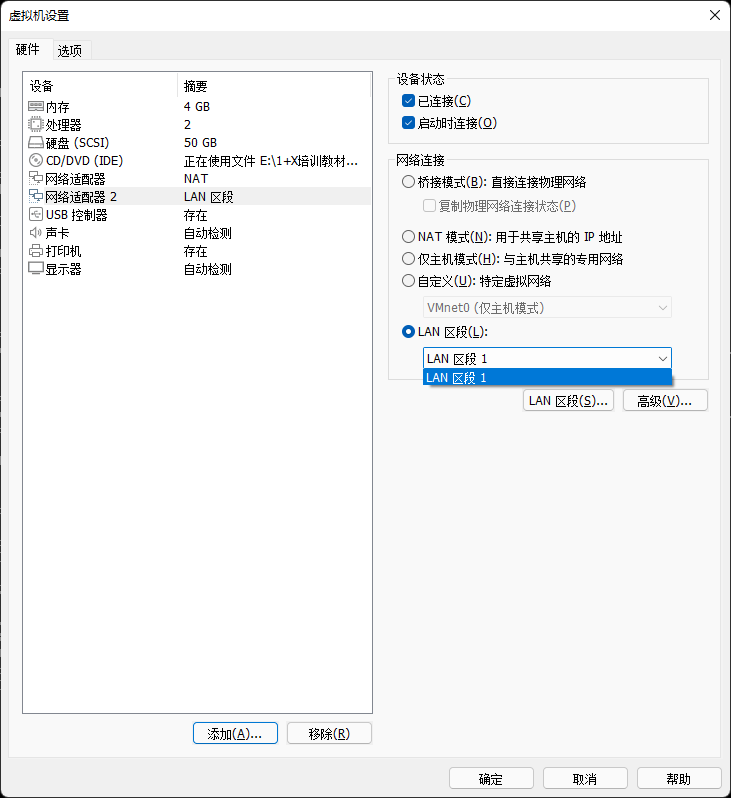 虚拟机设置
硬件 选项
设备 摘要
内存 4 GB
处理器 2
硬盘 (SCSI) 50 GB
CD/DVD (IDE) 正在使用文件 E:\1+X培训教材...
网络适配器 NAT
网络适配器 2 LAN 区段
USB 控制器 存在
声卡 自动检测
打印机 存在
显示器 自动检测
添加(A)... 移除(R)
设备状态
已连接(C)
启动时连接(O)
网络连接
桥接模式(B): 直接连接物理网络
复制物理网络连接状态(P)
NAT 模式(N): 用于共享主机的 IP 地址
仅主机模式(H): 与主机共享的专用网络
自定义(U): 特定虚拟网络
VMnet0 (仅主机模式)
LAN 区段(L):
LAN 区段 1
LAN 区段 1
LAN 区段(S)... 高级(V)...
确定 取消 帮助